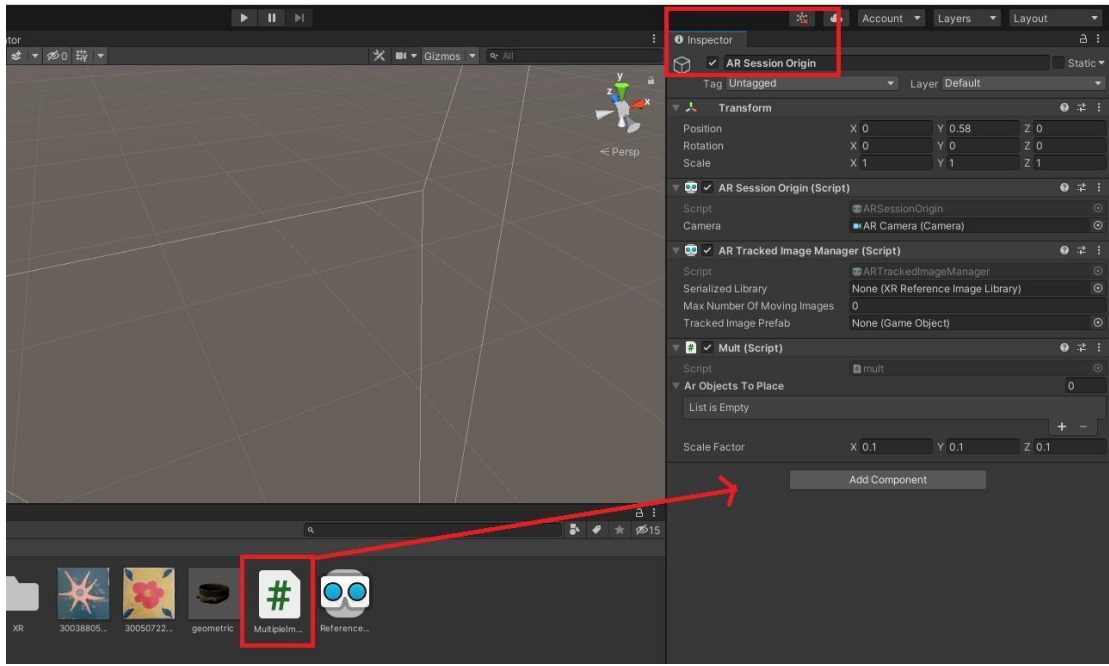 Account Layers Layout
tor
Inspector
0 Gizmos All
AR Session Origin Static
Tag Untagged Layer Default
y
z
x
Persp
Transform
Position X 0 Y 0.58 Z 0
Rotation X 0 Y 0 Z 0
Scale X 1 Y 1 Z 1
AR Session Origin (Script)
Script ARSessionOrigin
Camera AR Camera (Camera)
AR Tracked Image Manager (Script)
Script ARTrackedImageManager
Serialized Library None (XR Reference Image Library)
Max Number Of Moving Images 0
Tracked Image Prefab None (Game Object)
# Mult (Script)
Script mult
Ar Objects To Place 0
List is Empty
+ -
Scale Factor X 0.1 Y 0.1 Z 0.1
Add Component
15
#
XR 30038805... 30050722... geometric MultipleIm... Reference...